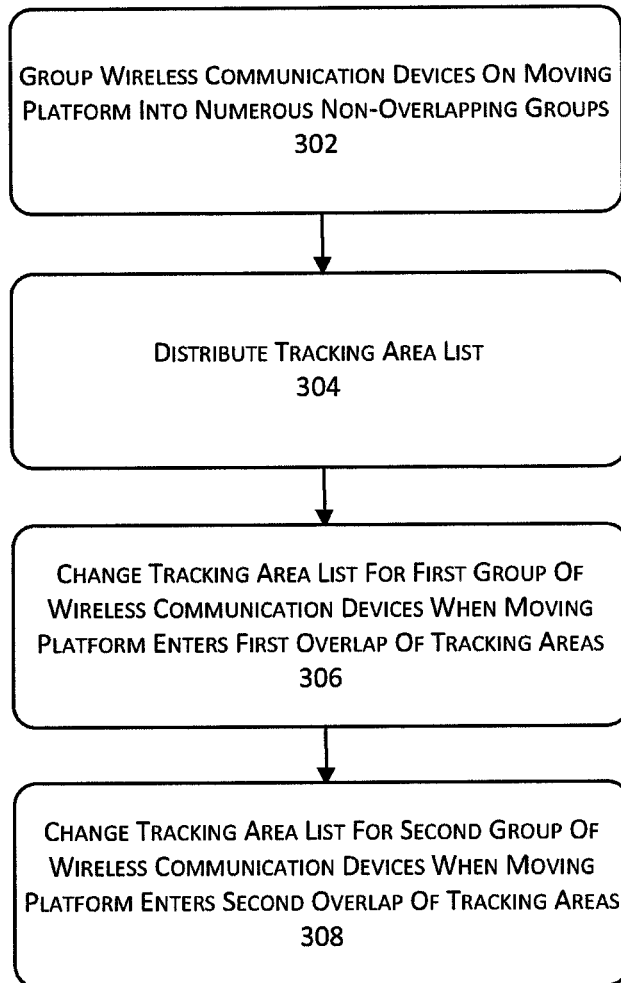 GROUP WIRELESS COMMUNICATION DEVICES ON MOVING
PLATFORM INTO NUMEROUS NON-OVERLAPPING GROUPS
302
DISTRIBUTE TRACKING AREA LIST
304
CHANGE TRACKING AREA LIST FOR FIRST GROUP OF
WIRELESS COMMUNICATION DEVICES WHEN MOVING
PLATFORM ENTERS FIRST OVERLAP OF TRACKING AREAS
306
CHANGE TRACKING AREA LIST FOR SECOND GROUP OF
WIRELESS COMMUNICATION DEVICES WHEN MOVING
PLATFORM ENTERS SECOND OVERLAP OF TRACKING AREAS
308